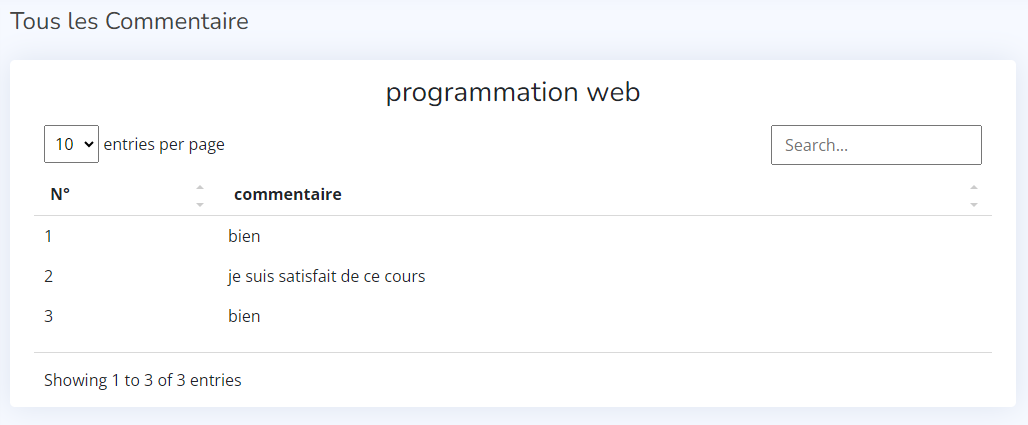 Tous les Commentaire
programmation web
10 entries per page
Search...
N° commentaire
1 bien
2 je suis satisfait de ce cours
3 bien
Showing 1 to 3 of 3 entries